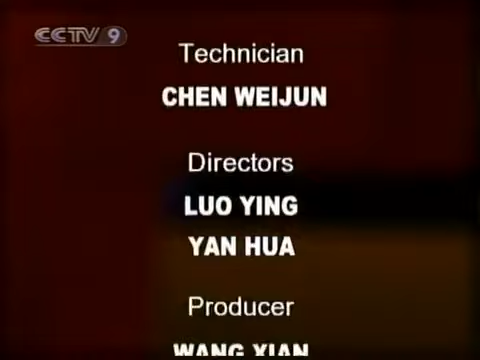 CCTV 9
Technician
CHEN WEIJUN
Directors
LUO YING
YAN HUA
Producer
WANG XIAN